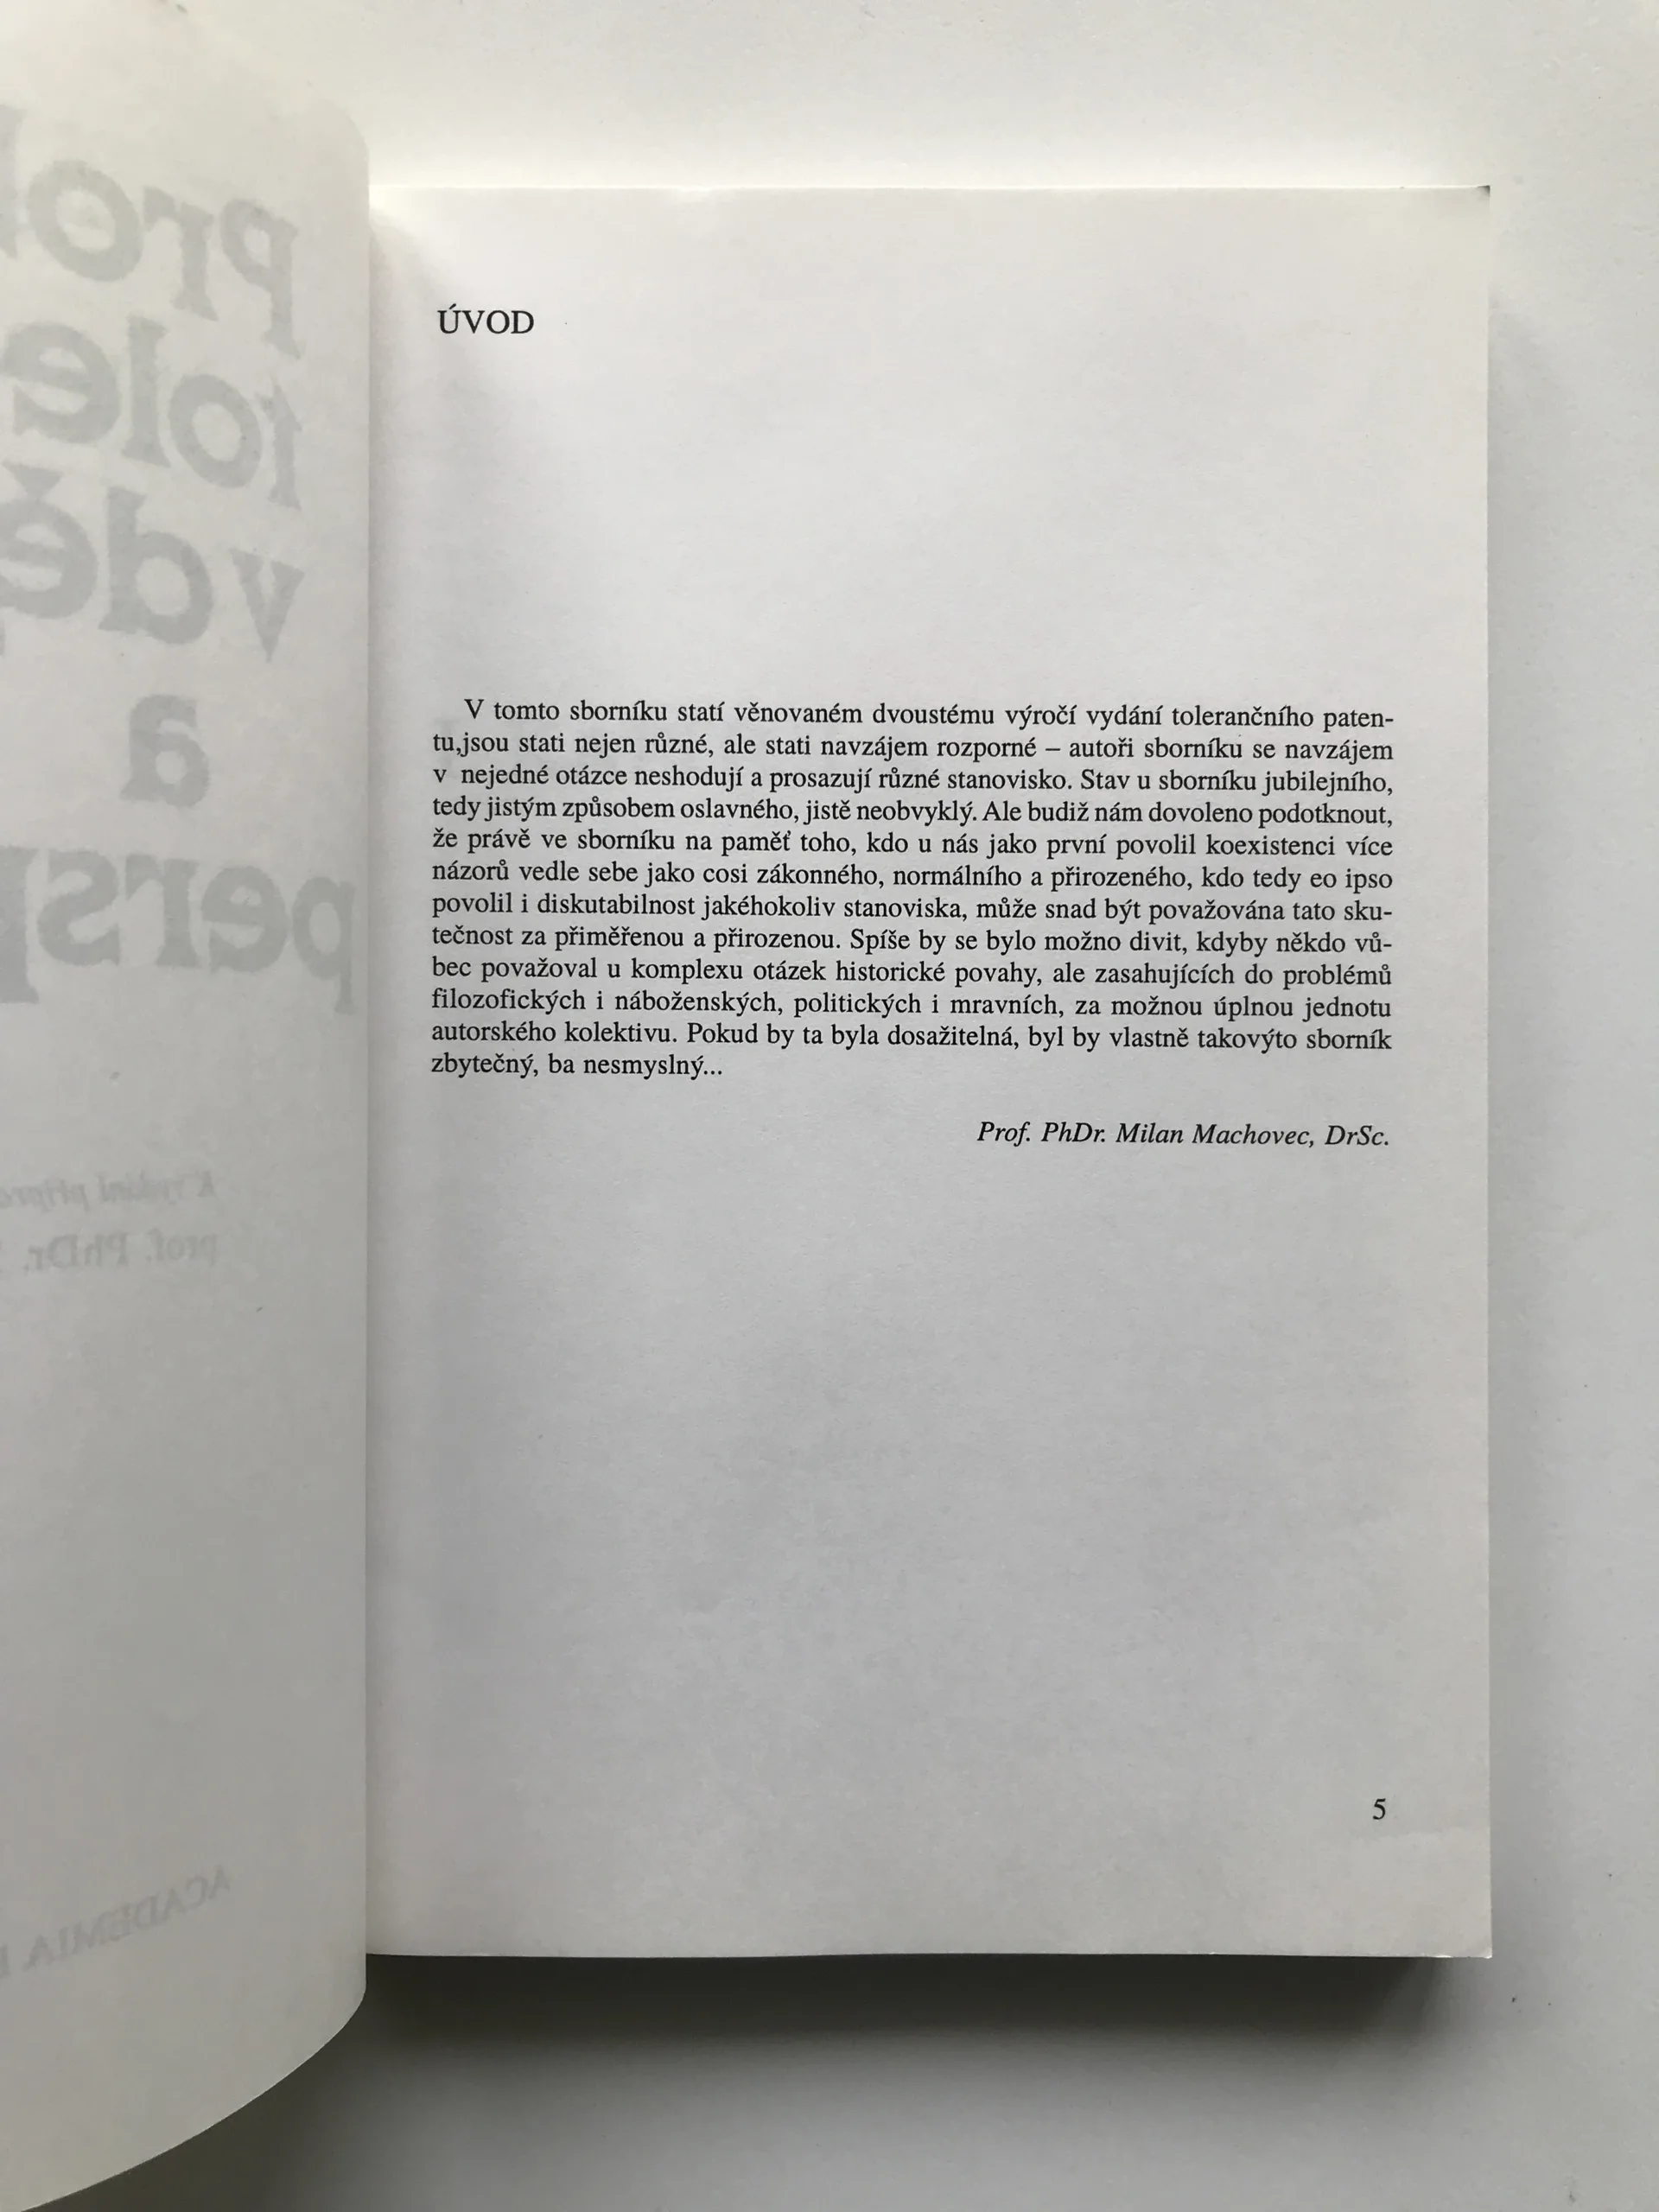 ÚVOD
V tomto sborníku statí věnovaném dvoustému výročí vydání tolerančního paten-
tu,jsou stati nejen různé, ale stati navzájem rozporné – autoři sborníku se navzájem
v nejedné otázce neshodují a prosazují různé stanovisko. Stav u sborníku jubilejního,
tedy jistým způsobem oslavného, jistě neobvyklý. Ale budiž nám dovoleno podotknout,
že právě ve sborníku na paměť toho, kdo u nás jako první povolil koexistenci více
názorů vedle sebe jako cosi zákonného, normálního a přirozeného, kdo tedy eo ipso
povolil i diskutabilnost jakéhokoliv stanoviska, může snad být považována tato sku-
tečnost za přiměřenou a přirozenou. Spíše by se bylo možno divit, kdyby někdo vů-
bec považoval u komplexu otázek historické povahy, ale zasahujících do problémů
filozofických i náboženských, politických i mravních, za možnou úplnou jednotu
autorského kolektivu. Pokud by ta byla dosažitelná, byl by vlastně takovýto sborník
zbytečný, ba nesmyslný...
Prof. PhDr. Milan Machovec, DrSc.
5